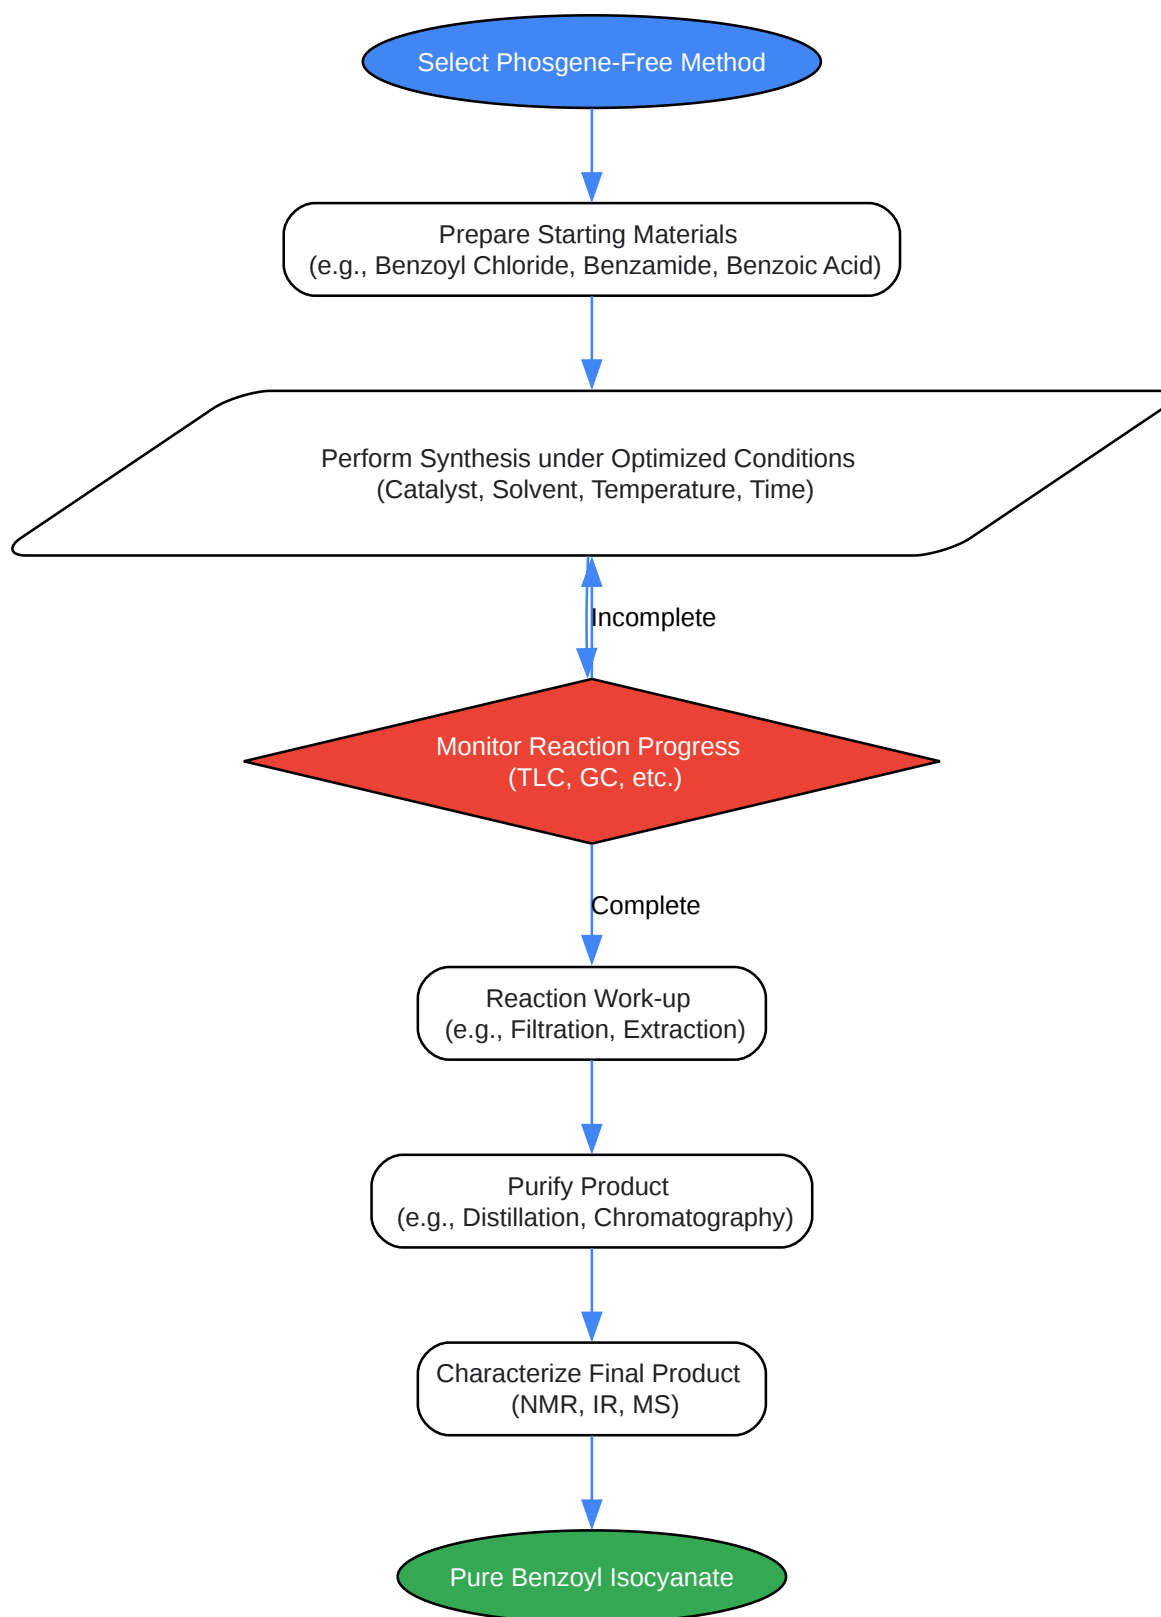 Select Phosgene-Free Method
Prepare Starting Materials
(e.g., Benzoyl Chloride, Benzamide, Benzoic Acid)
Perform Synthesis under Optimized Conditions
(Catalyst, Solvent, Temperature, Time)
Incomplete
Monitor Reaction Progress
(TLC, GC, etc.)
Complete
Reaction Work-up
(e.g., Filtration, Extraction)
Purify Product
(e.g., Distillation, Chromatography)
Characterize Final Product
(NMR, IR, MS)
Pure Benzoyl Isocyanate